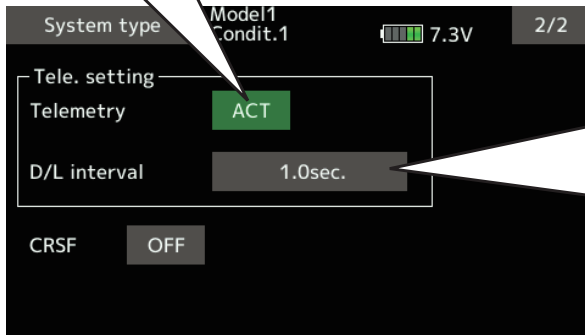 System type Model1 Condit.1 7.3V 2/2
Tele. setting
Telemetry ACT
D/L interval 1.0sec.
CRSF OFF